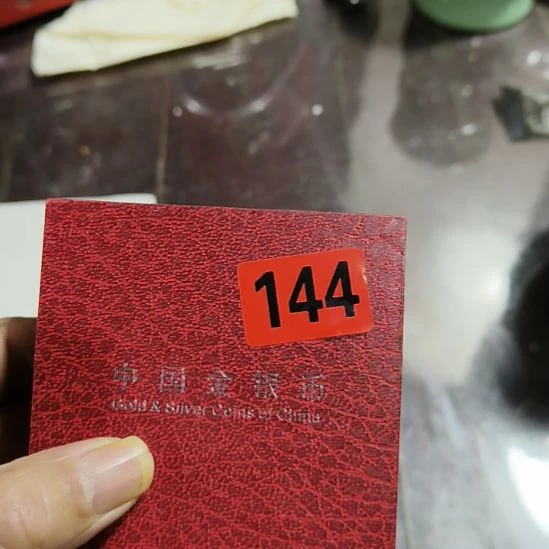 144
中国金银币
Gold & Silver Coins of China